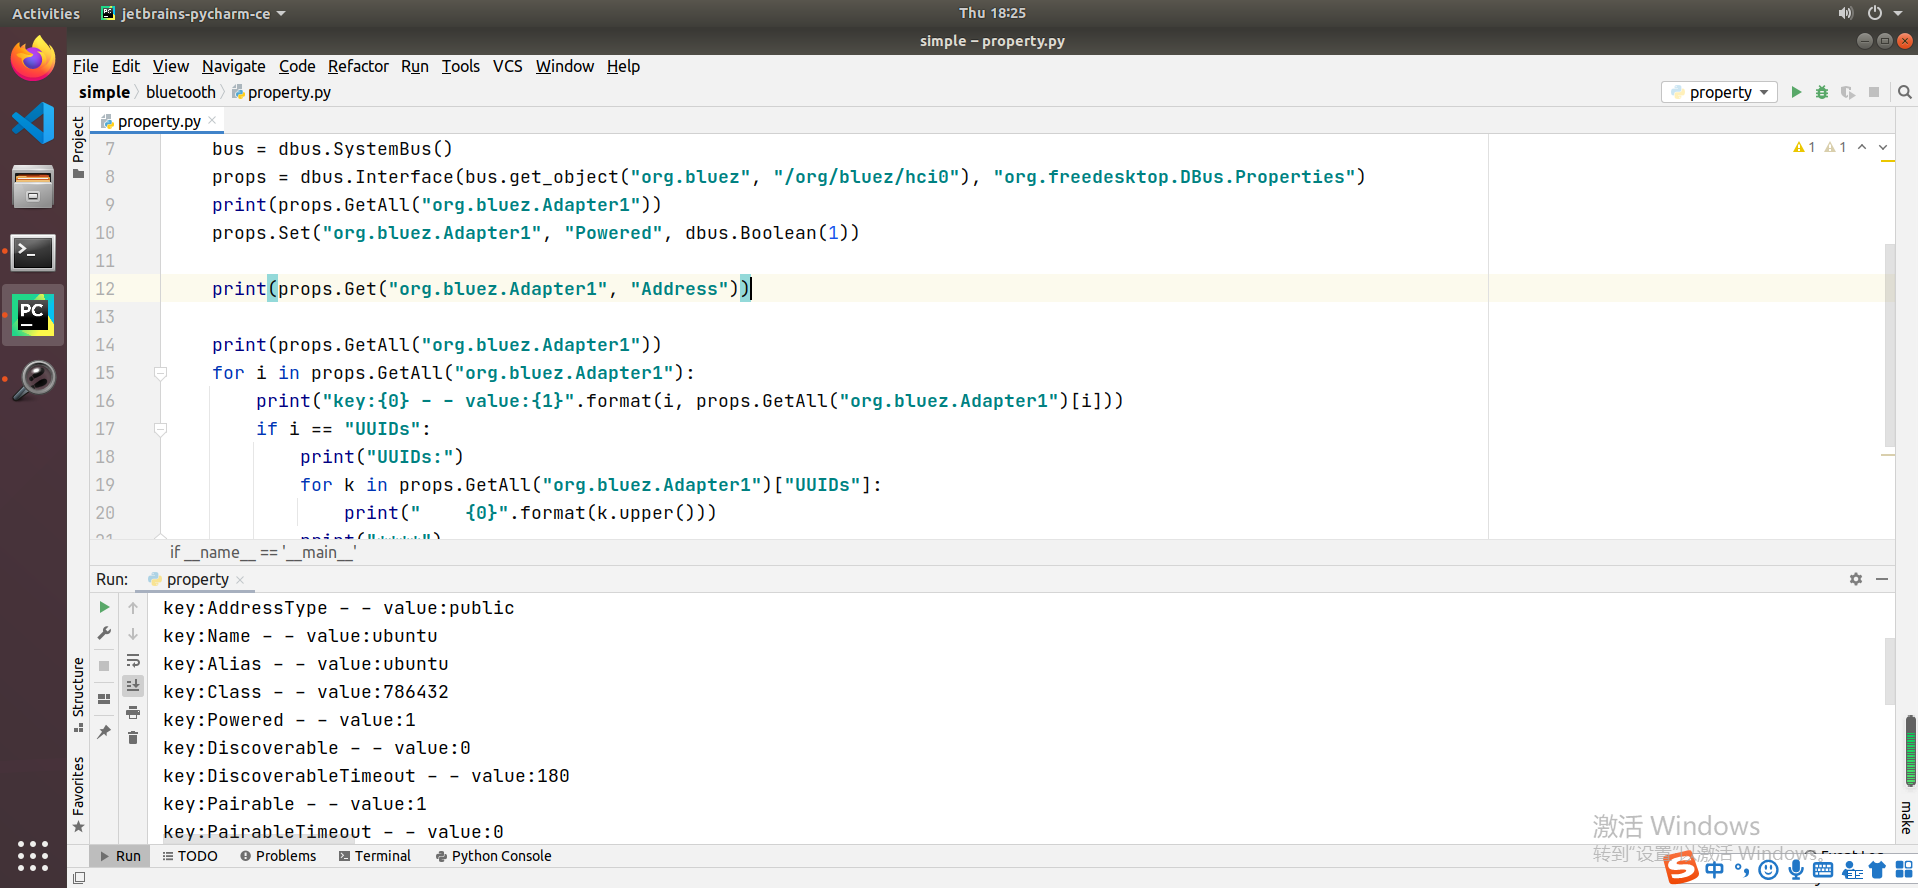 Activities jetbrains-pycharm-ce Thu 18:25
simple – property.py
File Edit View Navigate Code Refactor Run Tools VCS Window Help
simple bluetooth property.py property
Project
property.py
1 1
7 bus = dbus.SystemBus()
8 props = dbus.Interface(bus.get_object("org.bluez", "/org/bluez/hci0"), "org.freedesktop.DBus.Properties")
9 print(props.GetAll("org.bluez.Adapter1"))
10 props.Set("org.bluez.Adapter1", "Powered", dbus.Boolean(1))
11
12 print(props.Get("org.bluez.Adapter1", "Address"))
13
14 print(props.GetAll("org.bluez.Adapter1"))
15 for i in props.GetAll("org.bluez.Adapter1"):
16 print("key:{0} - - value:{1}".format(i, props.GetAll("org.bluez.Adapter1")[i]))
17 if i == "UUIDs":
18 print("UUIDs:")
19 for k in props.GetAll("org.bluez.Adapter1")["UUIDs"]:
20 print("    {0}".format(k.upper()))
if __name__ == '__main__'
Run: property
key:AddressType - - value:public
key:Name - - value:ubuntu
key:Alias - - value:ubuntu
key:Class - - value:786432
key:Powered - - value:1
key:Discoverable - - value:0
key:DiscoverableTimeout - - value:180
key:Pairable - - value:1
key:PairableTimeout - - value:0
Structure
Favorites
make
Run TODO Problems Terminal Python Console
激活 Windows
转到"设置"以激活 Windows。
中